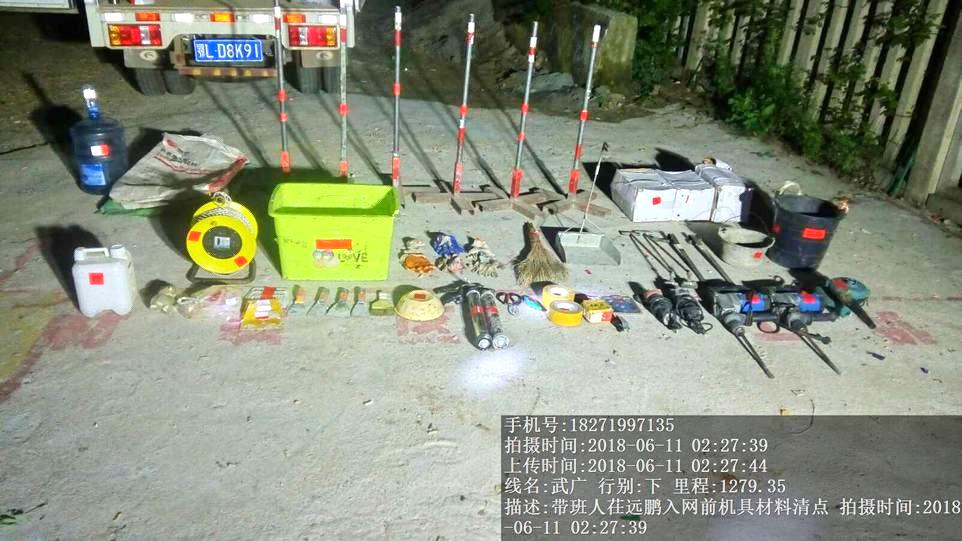 鄂L·D8K91
LOVE
手机号:18271997135
拍摄时间:2018-06-11 02:27:39
上传时间:2018-06-11 02:27:44
线名:武广 行别:下 里程:1279.35
描述:带班人茌远鹏入网前机具材料清点 拍摄时间:2018
-06-11 02:27:39